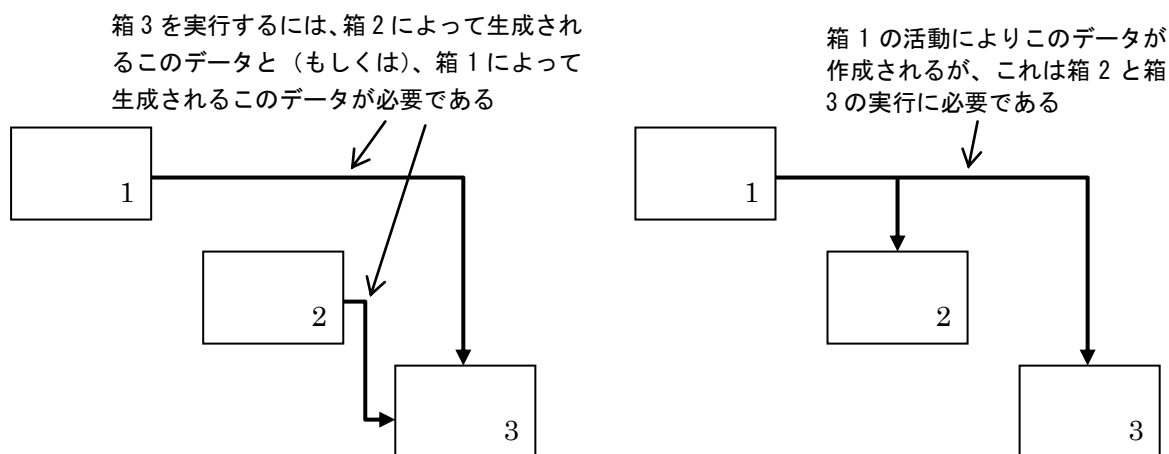 箱 3 を実行するには、箱 2 によって生成され
るこのデータと（もしくは）、箱 1 によって
生成されるこのデータが必要である
1
2
3
箱 1 の活動によりこのデータが
作成されるが、これは箱 2 と箱
3 の実行に必要である
1
2
3